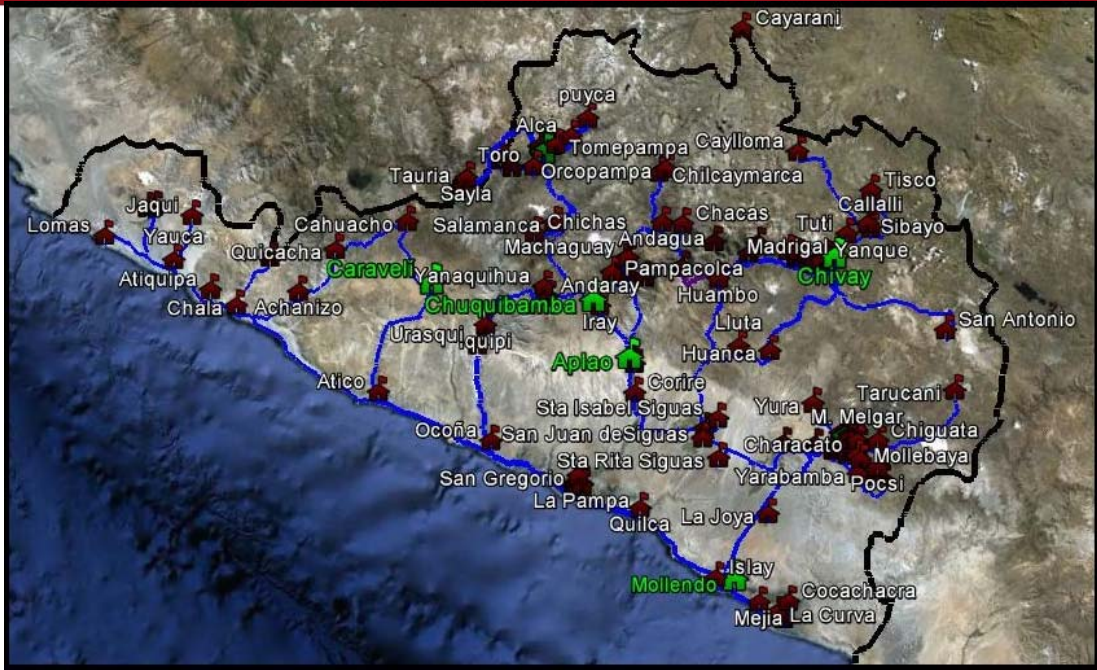 Cayarani
puyca
Alca
Tomepampa
Caylloma
Toro
Orcopampa
Chilcaymarca
Tauria
Sayla
Tisco
Jaqui
Callalli
Lomas
Cahuacho
Salamanca
Chichas
Chacas
Tuti
Sibayo
Yauca
Quicacha
Machaguay
Andagua
Madrigal
Yanque
Atiquipa
Caraveli
Yanaquihua
Pampacolca
Chivay
Chala
Achanizo
Chuquibamba
Andaray
Huambo
Iray
Lluta
San Antonio
Urasqui
Iquipi
Aplao
Huanca
Atico
Corire
Tarucani
Sta Isabel Siguas
Yura
M. Melgar
Ocoña
San Juan deSiguas
Characato
Chiguata
Sta Rita Siguas
Mollebaya
San Gregorio
Yarabamba
Pocsi
La Pampa
Quilca
La Joya
Islay
Mollendo
Cocachacra
Mejia
La Curva